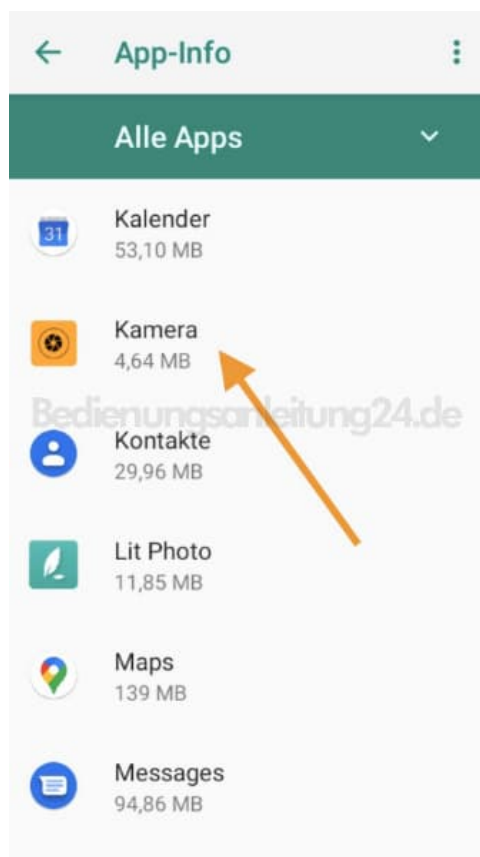 App-Info
Alle Apps
31
Kalender
53,10 MB
Kamera
4,64 MB
Bedienungsanleitung24.de
Kontakte
29,96 MB
Lit Photo
11,85 MB
Maps
139 MB
Messages
94,86 MB